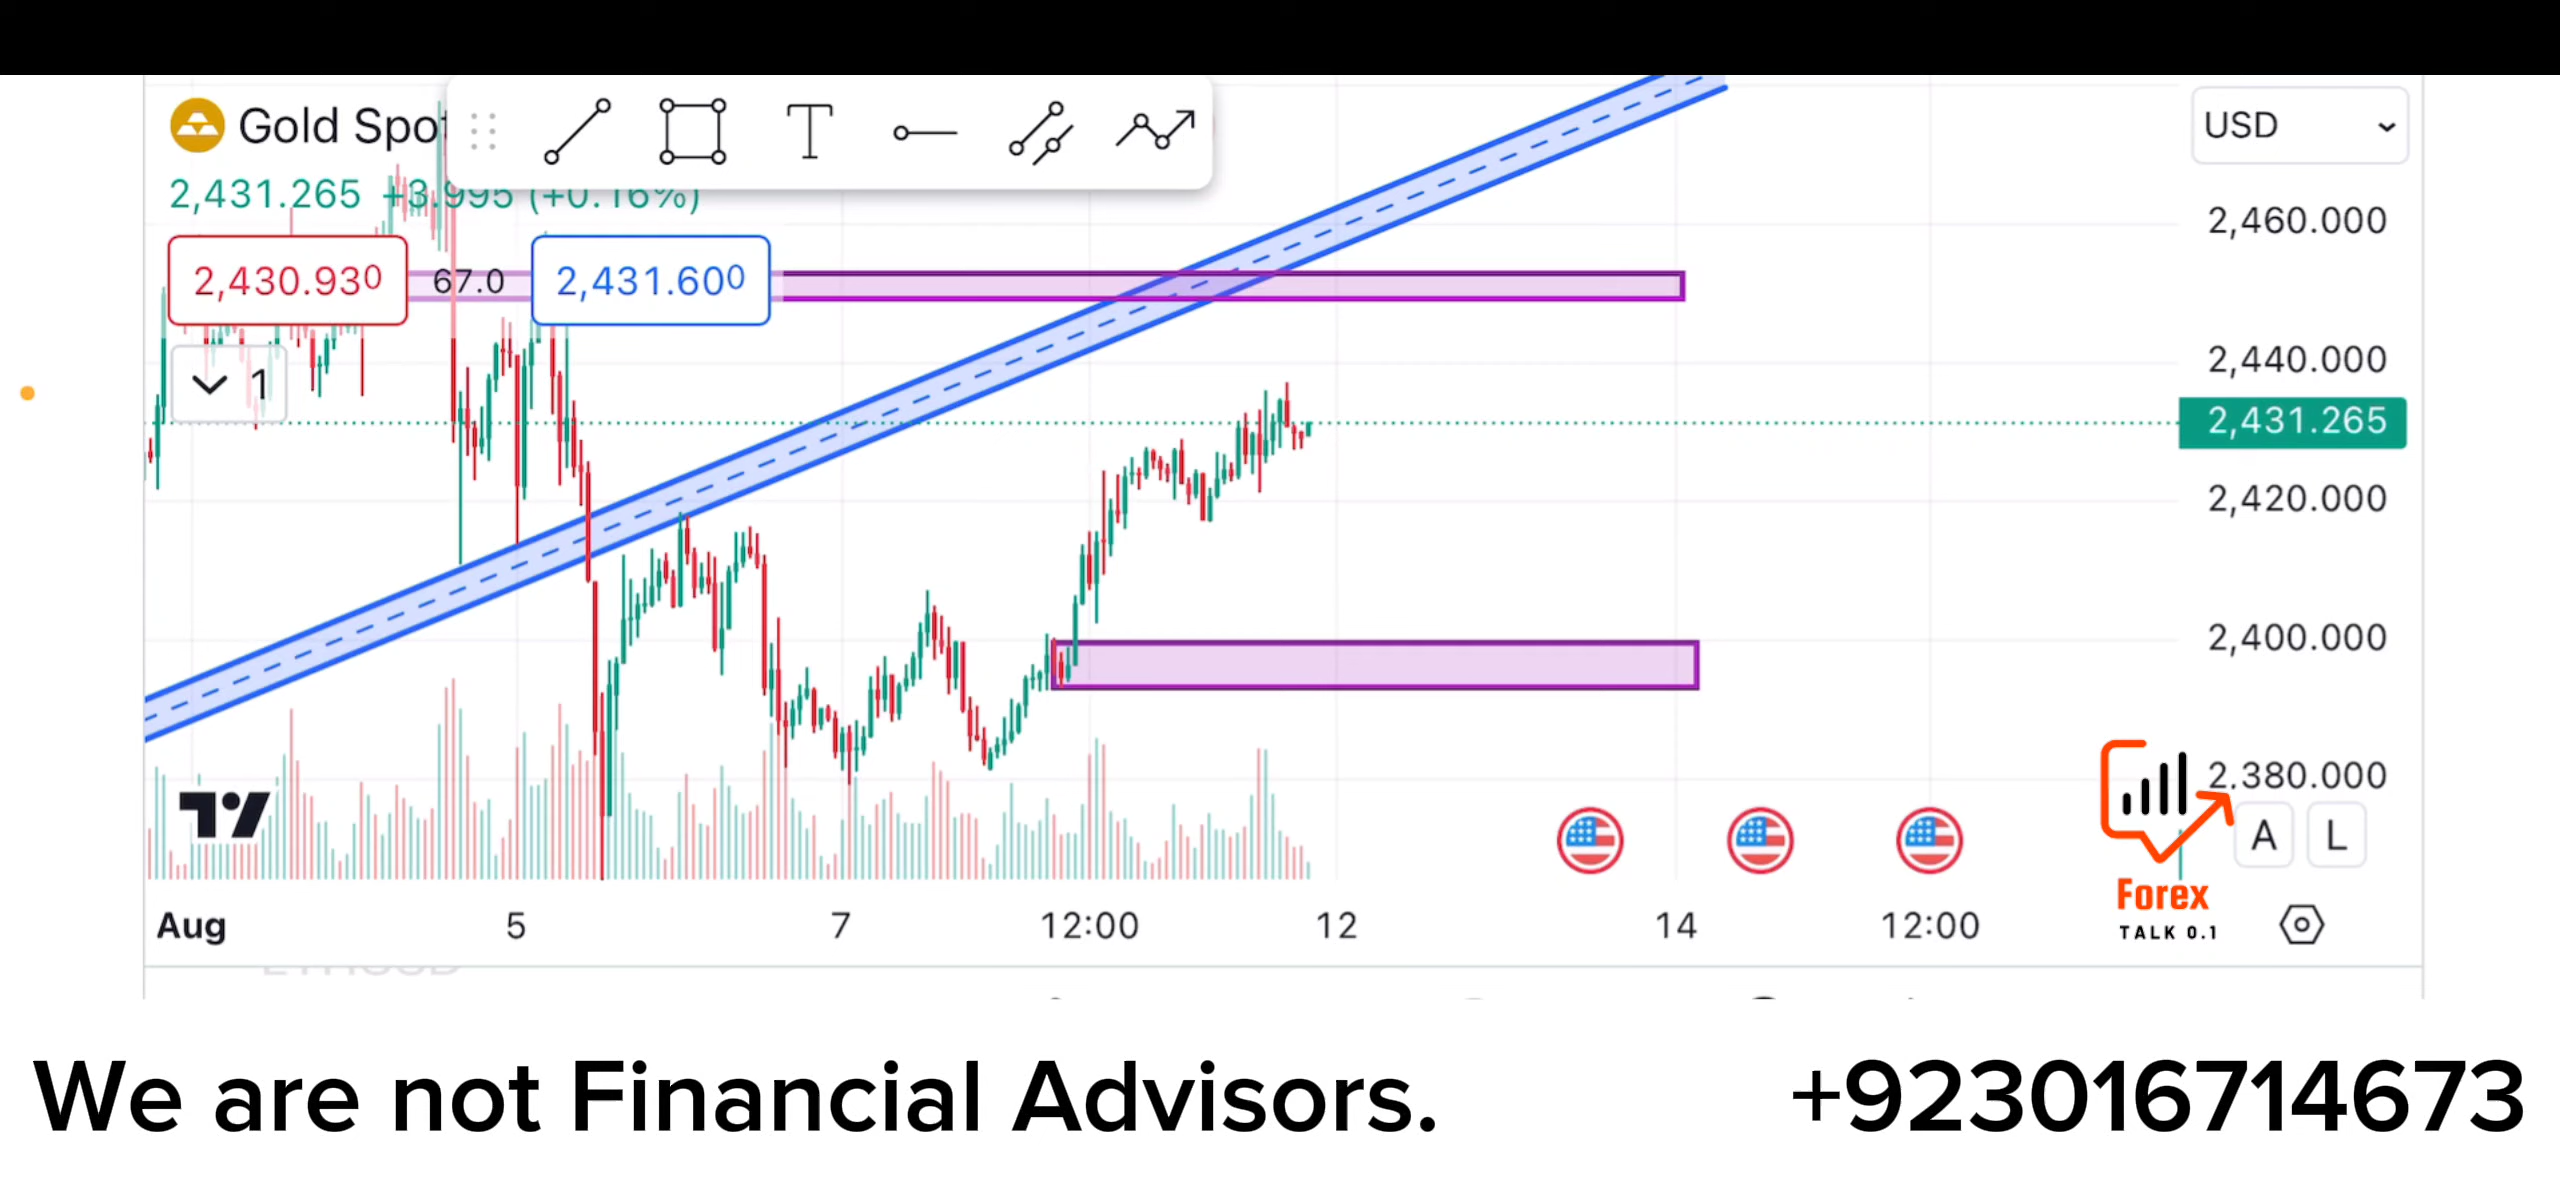 Gold Spo
2,431.265 +3.995 (+0.16%)
2,430.930
67.0
2,431.600
1
USD
2,460.000
2,440.000
2,431.265
2,420.000
2,400.000
2,380.000
A
L
Aug
5
7
12:00
12
14
12:00
Forex
TALK 0.1
We are not Financial Advisors.
+923016714673